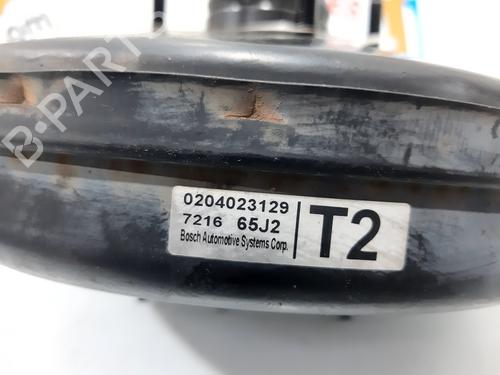 B-PARTS
0204023129
7216 65J2
Bosch Automotive Systems Corp.
T2